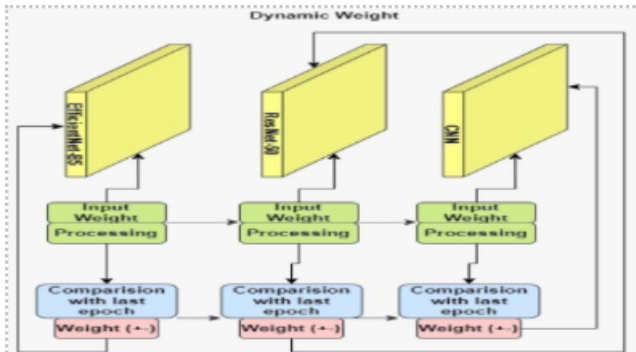 Dynamic Weight
EfficientNet-B5
ResNet-50
CNN
Input
Weight
Processing
Input
Weight
Processing
Input
Weight
Processing
Comparision
with last
epoch
Weight (+-)
Comparision
with last
epoch
Weight (+-)
Comparision
with last
epoch
Weight (+-)